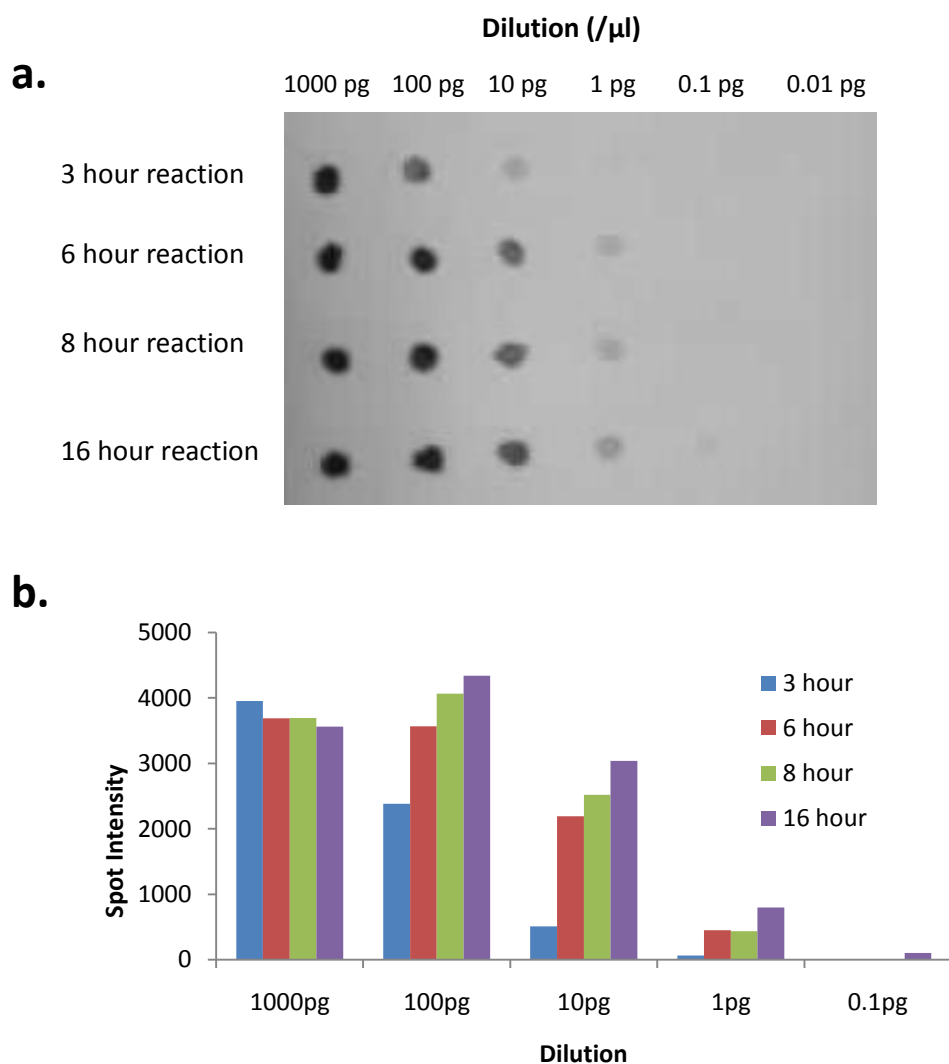 Dilution (/µl)
a.
1000 pg 100 pg 10 pg 1 pg 0.1 pg 0.01 pg
3 hour reaction
6 hour reaction
8 hour reaction
16 hour reaction
b.
5000
4000
3000
2000
1000
0
Spot Intensity
3 hour
6 hour
8 hour
16 hour
1000pg 100pg 10pg 1pg 0.1pg
Dilution